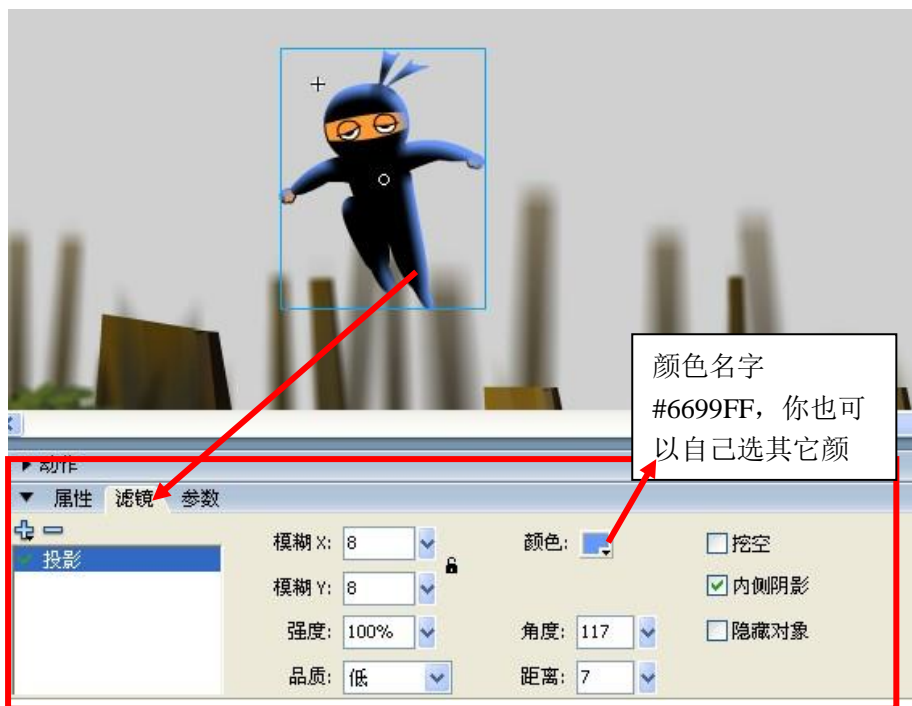 颜色名字
#6699FF，你也可
以自己选其它颜
动作
属性 滤镜 参数
投影
模糊 X: 8
颜色:
挖空
模糊 Y: 8
内侧阴影
强度: 100%
角度: 117
隐藏对象
品质: 低
距离: 7